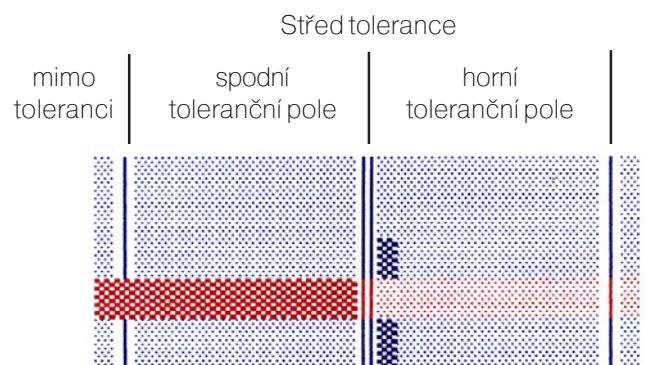 Střed tolerance
mimo
toleranci
spodní
toleranční pole
horní
toleranční pole